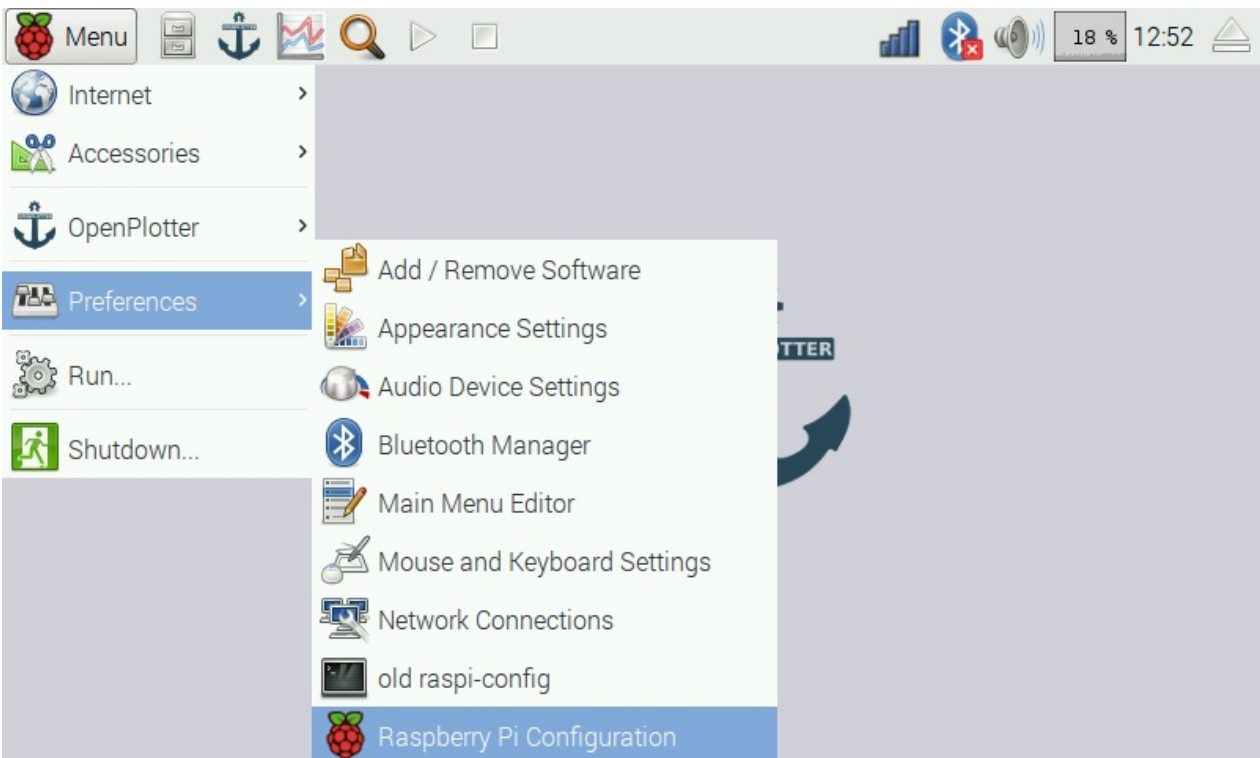 Menu
18 %
12:52
Internet
Accessories
OpenPlotter
Preferences
Run...
Shutdown...
Add / Remove Software
Appearance Settings
Audio Device Settings
Bluetooth Manager
Main Menu Editor
Mouse and Keyboard Settings
Network Connections
old raspi-config
Raspberry Pi Configuration
TTER